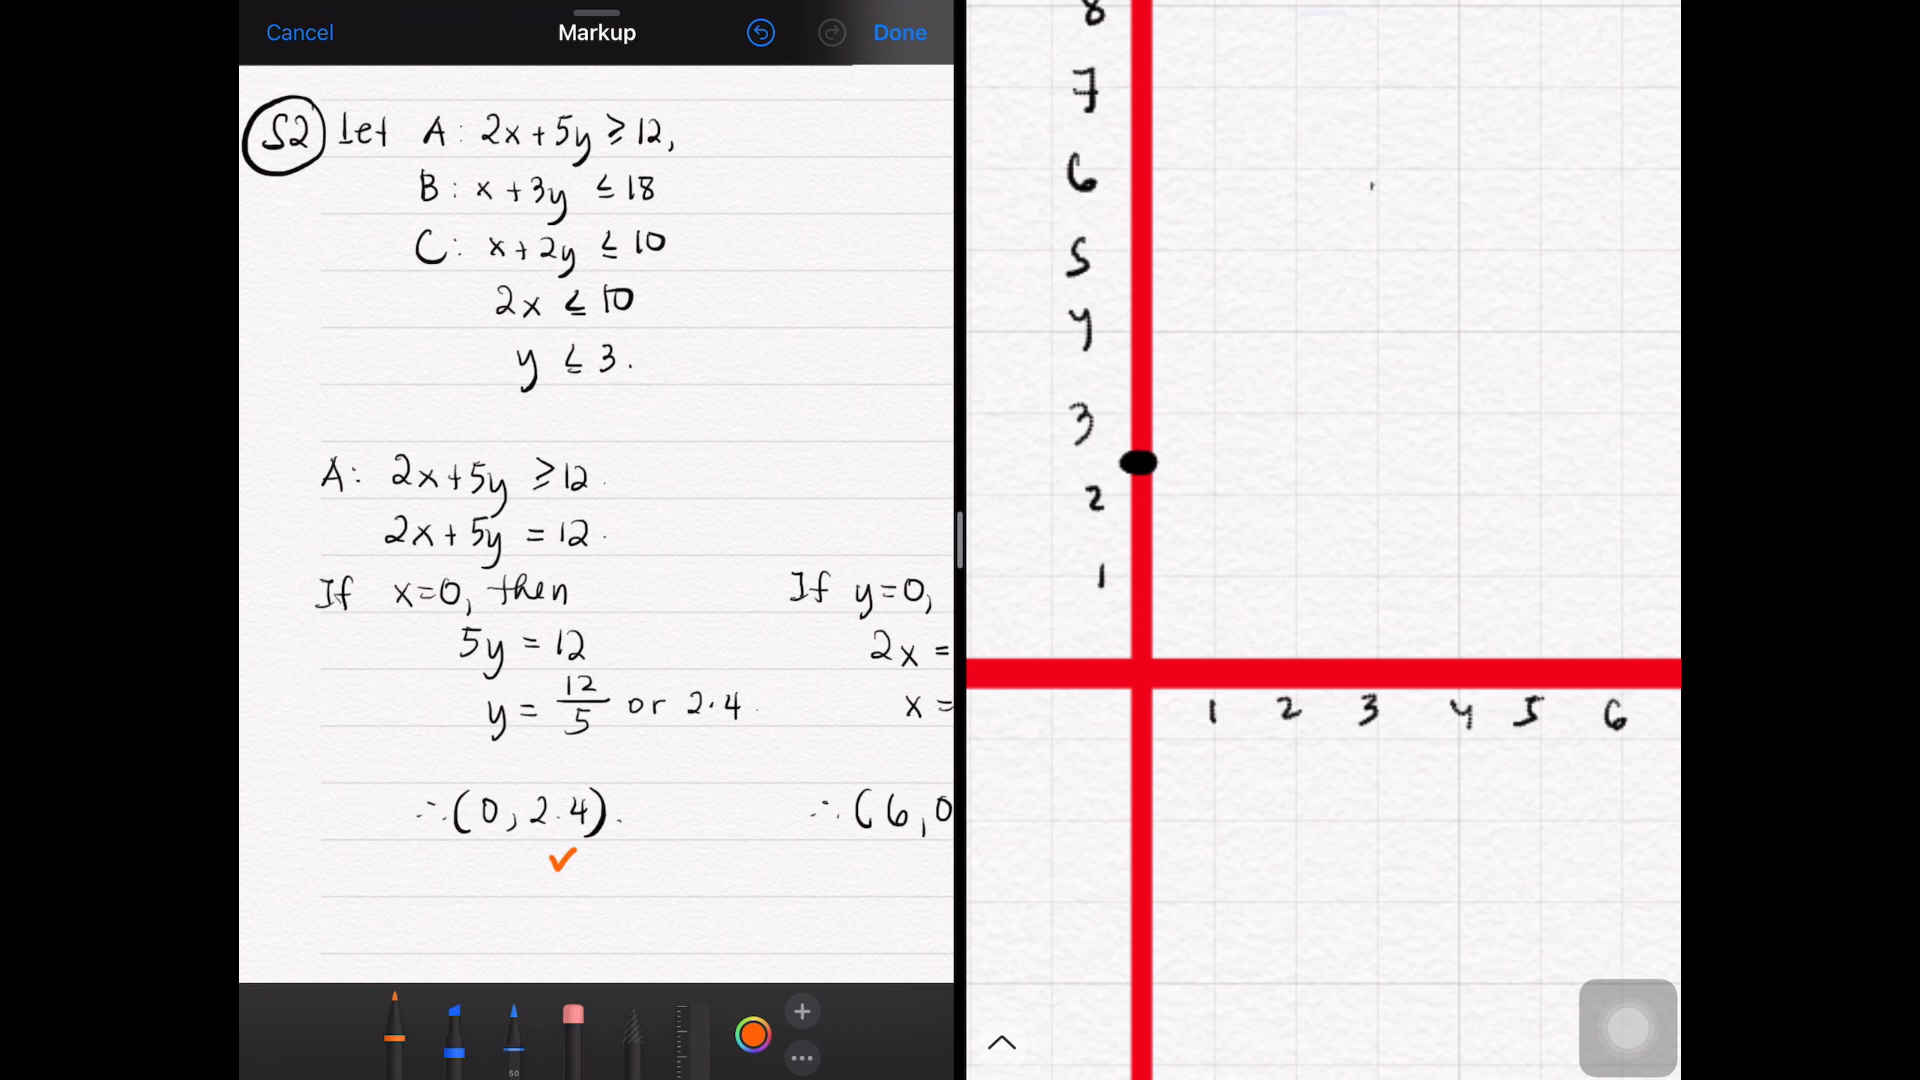 Cancel Markup Done
S2 Let A: 2x + 5y ≥ 12,
B: x + 3y ≤ 18
C: x + 2y ≤ 10
2x ≤ 10
y ≤ 3.
A: 2x + 5y ≥ 12.
2x + 5y = 12.
If x=0, then If y=0,
5y = 12 2x =
y = 12/5 or 2.4. x =
∴ (0, 2.4). ∴ (6, 0
50
8
7
6
5
4
3
2
1
1 2 3 4 5 6